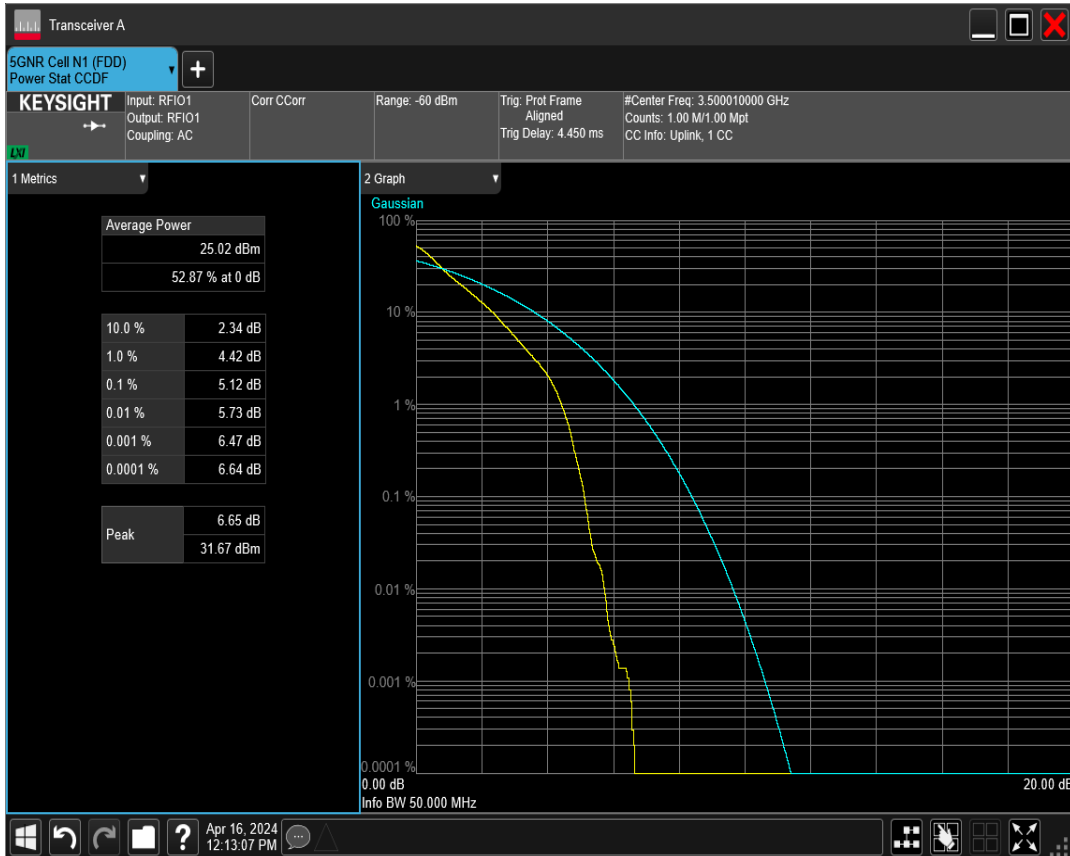 Transceiver A
5GNR Cell N1 (FDD)
Power Stat CCDF
+
KEYSIGHT
LXI
Input: RFIO1
Output: RFIO1
Coupling: AC
Corr CCorr
Range: -60 dBm
Trig: Prot Frame
Aligned
Trig Delay: 4.450 ms
#Center Freq: 3.500010000 GHz
Counts: 1.00 M/1.00 Mpt
CC Info: Uplink, 1 CC
1 Metrics
Average Power
25.02 dBm
52.87 % at 0 dB
10.0 % 2.34 dB
1.0 % 4.42 dB
0.1 % 5.12 dB
0.01 % 5.73 dB
0.001 % 6.47 dB
0.0001 % 6.64 dB
Peak 6.65 dB
31.67 dBm
2 Graph
Gaussian
100 %
10 %
1 %
0.1 %
0.01 %
0.001 %
0.0001 %
0.00 dB 20.00 dB
Info BW 50.000 MHz
?
Apr 16, 2024
12:13:07 PM